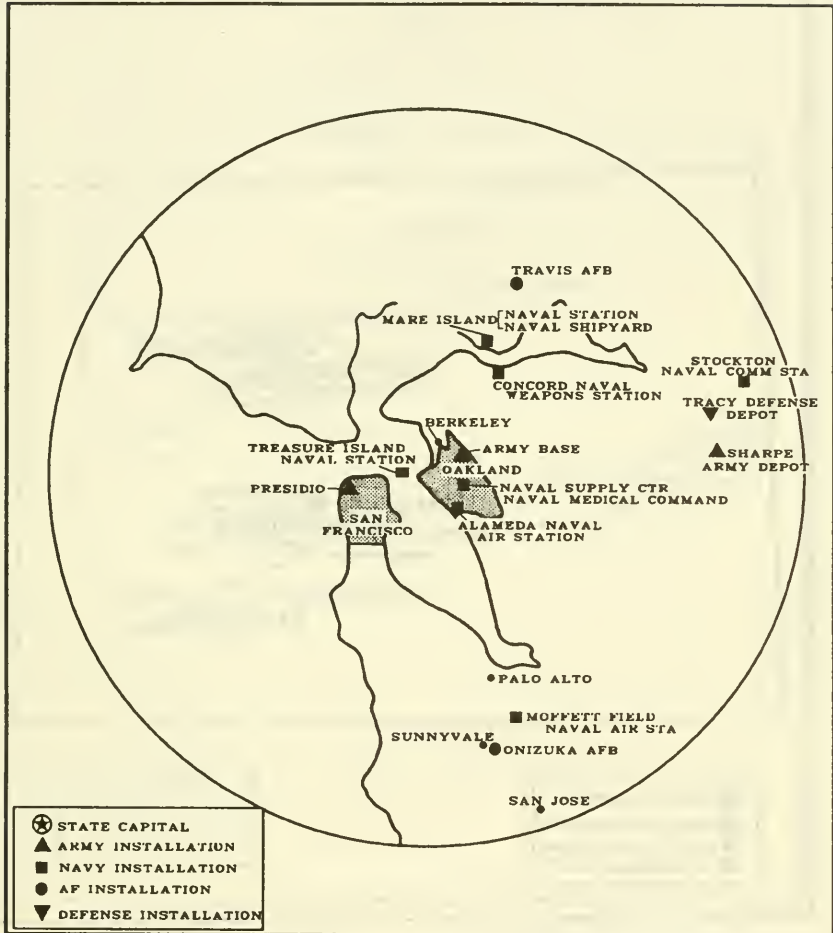 TRAVIS AFB
MARE ISLAND
NAVAL STATION
NAVAL SHIPYARD
STOCKTON
NAVAL COMM STA
CONCORD NAVAL
WEAPONS STATION
TRACY DEFENSE
DEPOT
BERKELEY
TREASURE ISLAND
NAVAL STATION
ARMY BASE
SHARPE
ARMY DEPOT
OAKLAND
PRESIDIO
NAVAL SUPPLY CTR
NAVAL MEDICAL COMMAND
SAN
FRANCISCO
ALAMEDA NAVAL
AIR STATION
PALO ALTO
MOFFETT FIELD
NAVAL AIR STA
SUNNYVALE
ONIZUKA AFB
SAN JOSE
STATE CAPITAL
ARMY INSTALLATION
NAVY INSTALLATION
AF INSTALLATION
DEFENSE INSTALLATION